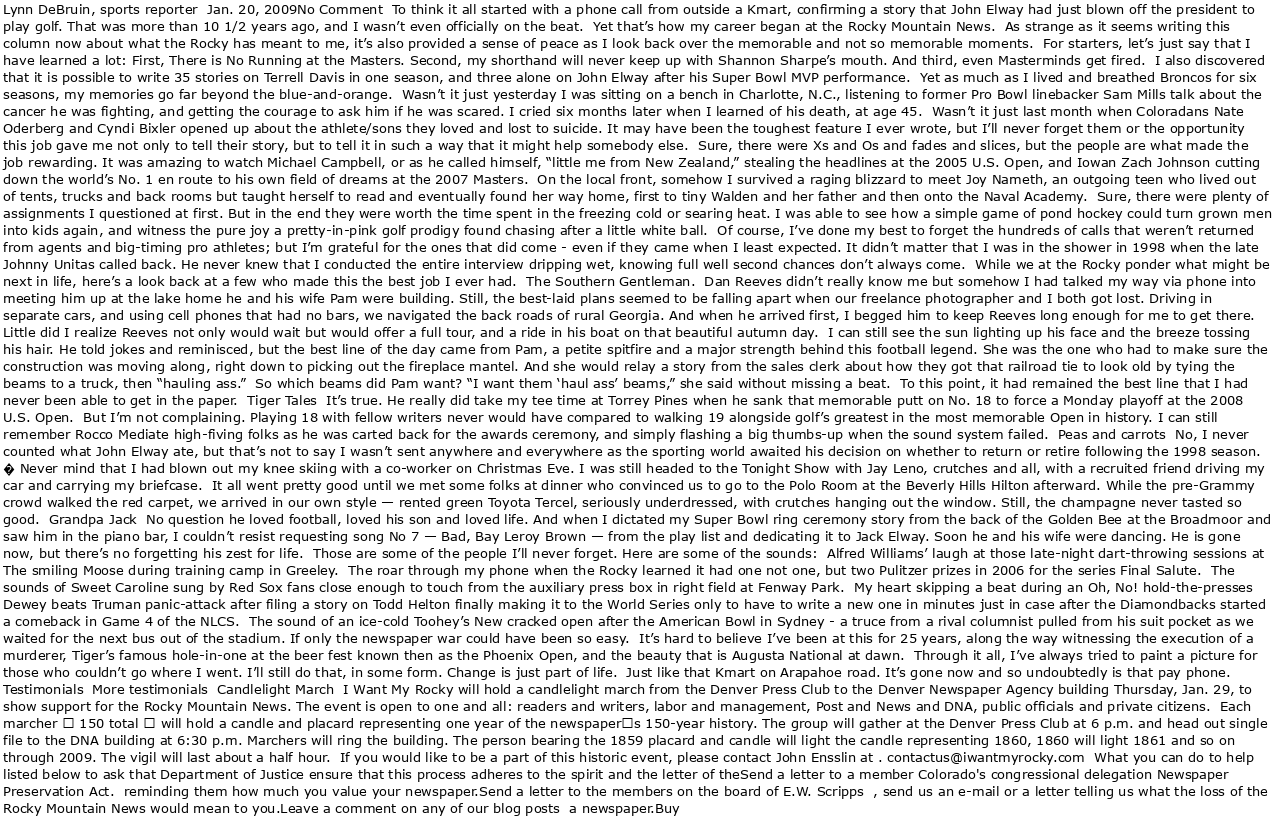 Lynn DeBruin, sports reporter  Jan. 20, 2009No Comment  To think it all started with a phone call from outside a Kmart, confirming a story that John Elway had just blown off the president to
play golf. That was more than 10 1/2 years ago, and I wasn’t even officially on the beat.  Yet that’s how my career began at the Rocky Mountain News.  As strange as it seems writing this
column now about what the Rocky has meant to me, it’s also provided a sense of peace as I look back over the memorable and not so memorable moments.  For starters, let’s just say that I
have learned a lot: First, There is No Running at the Masters. Second, my shorthand will never keep up with Shannon Sharpe’s mouth. And third, even Masterminds get fired.  I also discovered
that it is possible to write 35 stories on Terrell Davis in one season, and three alone on John Elway after his Super Bowl MVP performance.  Yet as much as I lived and breathed Broncos for six
seasons, my memories go far beyond the blue-and-orange.  Wasn’t it just yesterday I was sitting on a bench in Charlotte, N.C., listening to former Pro Bowl linebacker Sam Mills talk about the
cancer he was fighting, and getting the courage to ask him if he was scared. I cried six months later when I learned of his death, at age 45.  Wasn’t it just last month when Coloradans Nate
Oderberg and Cyndi Bixler opened up about the athlete/sons they loved and lost to suicide. It may have been the toughest feature I ever wrote, but I’ll never forget them or the opportunity
this job gave me not only to tell their story, but to tell it in such a way that it might help somebody else.  Sure, there were Xs and Os and fades and slices, but the people are what made the
job rewarding. It was amazing to watch Michael Campbell, or as he called himself, “little me from New Zealand,” stealing the headlines at the 2005 U.S. Open, and Iowan Zach Johnson cutting
down the world’s No. 1 en route to his own field of dreams at the 2007 Masters.  On the local front, somehow I survived a raging blizzard to meet Joy Nameth, an outgoing teen who lived out
of tents, trucks and back rooms but taught herself to read and eventually found her way home, first to tiny Walden and her father and then onto the Naval Academy.  Sure, there were plenty of
assignments I questioned at first. But in the end they were worth the time spent in the freezing cold or searing heat. I was able to see how a simple game of pond hockey could turn grown men
into kids again, and witness the pure joy a pretty-in-pink golf prodigy found chasing after a little white ball.  Of course, I’ve done my best to forget the hundreds of calls that weren’t returned
from agents and big-timing pro athletes; but I’m grateful for the ones that did come - even if they came when I least expected. It didn’t matter that I was in the shower in 1998 when the late
Johnny Unitas called back. He never knew that I conducted the entire interview dripping wet, knowing full well second chances don’t always come.  While we at the Rocky ponder what might be
next in life, here’s a look back at a few who made this the best job I ever had.  The Southern Gentleman.  Dan Reeves didn’t really know me but somehow I had talked my way via phone into
meeting him up at the lake home he and his wife Pam were building. Still, the best-laid plans seemed to be falling apart when our freelance photographer and I both got lost. Driving in
separate cars, and using cell phones that had no bars, we navigated the back roads of rural Georgia. And when he arrived first, I begged him to keep Reeves long enough for me to get there.
Little did I realize Reeves not only would wait but would offer a full tour, and a ride in his boat on that beautiful autumn day.  I can still see the sun lighting up his face and the breeze tossing
his hair. He told jokes and reminisced, but the best line of the day came from Pam, a petite spitfire and a major strength behind this football legend. She was the one who had to make sure the
construction was moving along, right down to picking out the fireplace mantel. And she would relay a story from the sales clerk about how they got that railroad tie to look old by tying the
beams to a truck, then “hauling ass.”  So which beams did Pam want? “I want them ‘haul ass’ beams,” she said without missing a beat.  To this point, it had remained the best line that I had
never been able to get in the paper.  Tiger Tales  It’s true. He really did take my tee time at Torrey Pines when he sank that memorable putt on No. 18 to force a Monday playoff at the 2008
U.S. Open.  But I’m not complaining. Playing 18 with fellow writers never would have compared to walking 19 alongside golf’s greatest in the most memorable Open in history. I can still
remember Rocco Mediate high-fiving folks as he was carted back for the awards ceremony, and simply flashing a big thumbs-up when the sound system failed.  Peas and carrots  No, I never
counted what John Elway ate, but that’s not to say I wasn’t sent anywhere and everywhere as the sporting world awaited his decision on whether to return or retire following the 1998 season.
� Never mind that I had blown out my knee skiing with a co-worker on Christmas Eve. I was still headed to the Tonight Show with Jay Leno, crutches and all, with a recruited friend driving my
car and carrying my briefcase.  It all went pretty good until we met some folks at dinner who convinced us to go to the Polo Room at the Beverly Hills Hilton afterward. While the pre-Grammy
crowd walked the red carpet, we arrived in our own style — rented green Toyota Tercel, seriously underdressed, with crutches hanging out the window. Still, the champagne never tasted so
good.  Grandpa Jack  No question he loved football, loved his son and loved life. And when I dictated my Super Bowl ring ceremony story from the back of the Golden Bee at the Broadmoor and
saw him in the piano bar, I couldn’t resist requesting song No 7 — Bad, Bay Leroy Brown — from the play list and dedicating it to Jack Elway. Soon he and his wife were dancing. He is gone
now, but there’s no forgetting his zest for life.  Those are some of the people I’ll never forget. Here are some of the sounds:  Alfred Williams’ laugh at those late-night dart-throwing sessions at
The smiling Moose during training camp in Greeley.  The roar through my phone when the Rocky learned it had one not one, but two Pulitzer prizes in 2006 for the series Final Salute.  The
sounds of Sweet Caroline sung by Red Sox fans close enough to touch from the auxiliary press box in right field at Fenway Park.  My heart skipping a beat during an Oh, No! hold-the-presses
Dewey beats Truman panic-attack after filing a story on Todd Helton finally making it to the World Series only to have to write a new one in minutes just in case after the Diamondbacks started
a comeback in Game 4 of the NLCS.  The sound of an ice-cold Toohey’s New cracked open after the American Bowl in Sydney - a truce from a rival columnist pulled from his suit pocket as we
waited for the next bus out of the stadium. If only the newspaper war could have been so easy.  It’s hard to believe I’ve been at this for 25 years, along the way witnessing the execution of a
murderer, Tiger’s famous hole-in-one at the beer fest known then as the Phoenix Open, and the beauty that is Augusta National at dawn.  Through it all, I’ve always tried to paint a picture for
those who couldn’t go where I went. I’ll still do that, in some form. Change is just part of life.  Just like that Kmart on Arapahoe road. It’s gone now and so undoubtedly is that pay phone.
Testimonials  More testimonials  Candlelight March  I Want My Rocky will hold a candlelight march from the Denver Press Club to the Denver Newspaper Agency building Thursday, Jan. 29, to
show support for the Rocky Mountain News. The event is open to one and all: readers and writers, labor and management, Post and News and DNA, public officials and private citizens.  Each
marcher □ 150 total □ will hold a candle and placard representing one year of the newspaper□s 150-year history. The group will gather at the Denver Press Club at 6 p.m. and head out single
file to the DNA building at 6:30 p.m. Marchers will ring the building. The person bearing the 1859 placard and candle will light the candle representing 1860, 1860 will light 1861 and so on
through 2009. The vigil will last about a half hour.  If you would like to be a part of this historic event, please contact John Ensslin at . contactus@iwantmyrocky.com  What you can do to help
listed below to ask that Department of Justice ensure that this process adheres to the spirit and the letter of theSend a letter to a member Colorado's congressional delegation Newspaper
Preservation Act.  reminding them how much you value your newspaper.Send a letter to the members on the board of E.W. Scripps  , send us an e-mail or a letter telling us what the loss of the
Rocky Mountain News would mean to you.Leave a comment on any of our blog posts  a newspaper.Buy